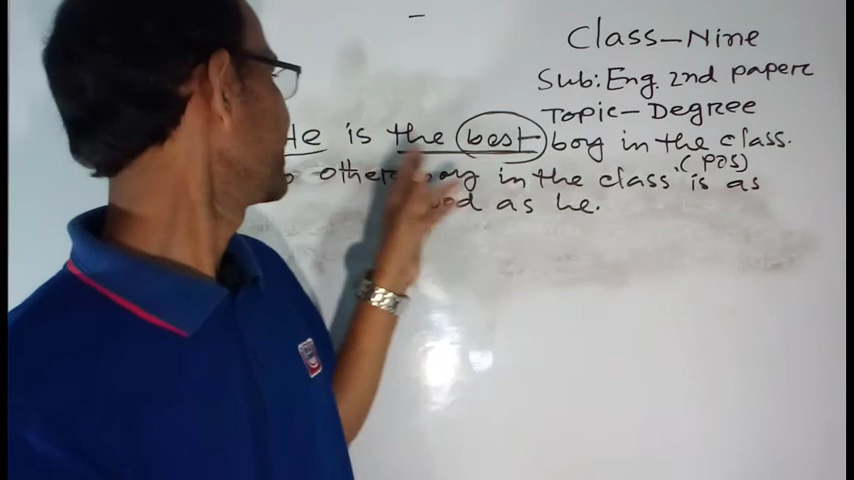 Class-Nine
Sub: Eng. 2nd paper
Topic-Degree
He is the best boy in the class.
other boy in the class is as (pos)
as he.